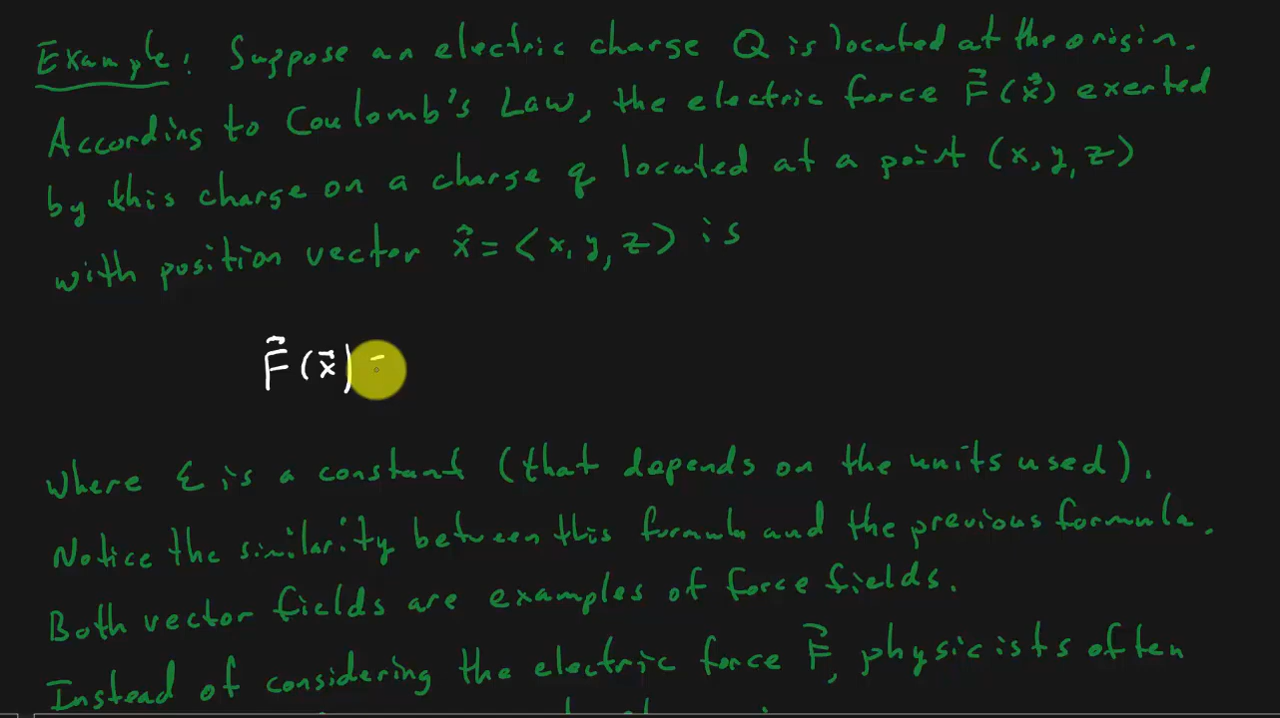 Example: Suppose an electric charge Q is located at the origin.
According to Coulomb's Law, the electric force F⃗(x⃗) exerted
by this charge on a charge q located at a point (x, y, z)
with position vector x⃗ = <x, y, z> is
F⃗(x⃗) =
where ε is a constant (that depends on the units used).
Notice the similarity between this formula and the previous formula.
Both vector fields are examples of force fields.
Instead of considering the electric force F⃗, physicists often